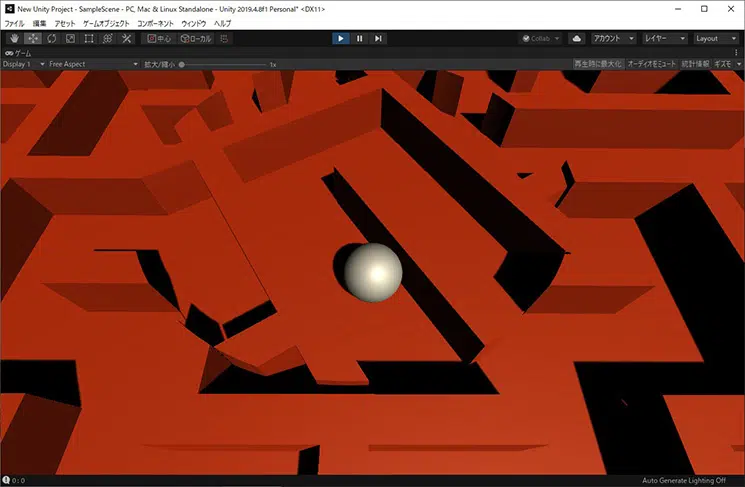 New Unity Project - SampleScene - PC, Mac & Linux Standalone - Unity 2019.4.8f1 Personal* <DX11>
ファイル 編集 アセット ゲームオブジェクト コンポーネント ウィンドウ ヘルプ
中心 ローカル Collab アカウント レイヤー Layout
ゲーム
Display 1 Free Aspect 拡大/縮小 1x 再生時に最大化 オーディオをミュート 統計情報 ギズモ
0: 0
Auto Generate Lighting Off